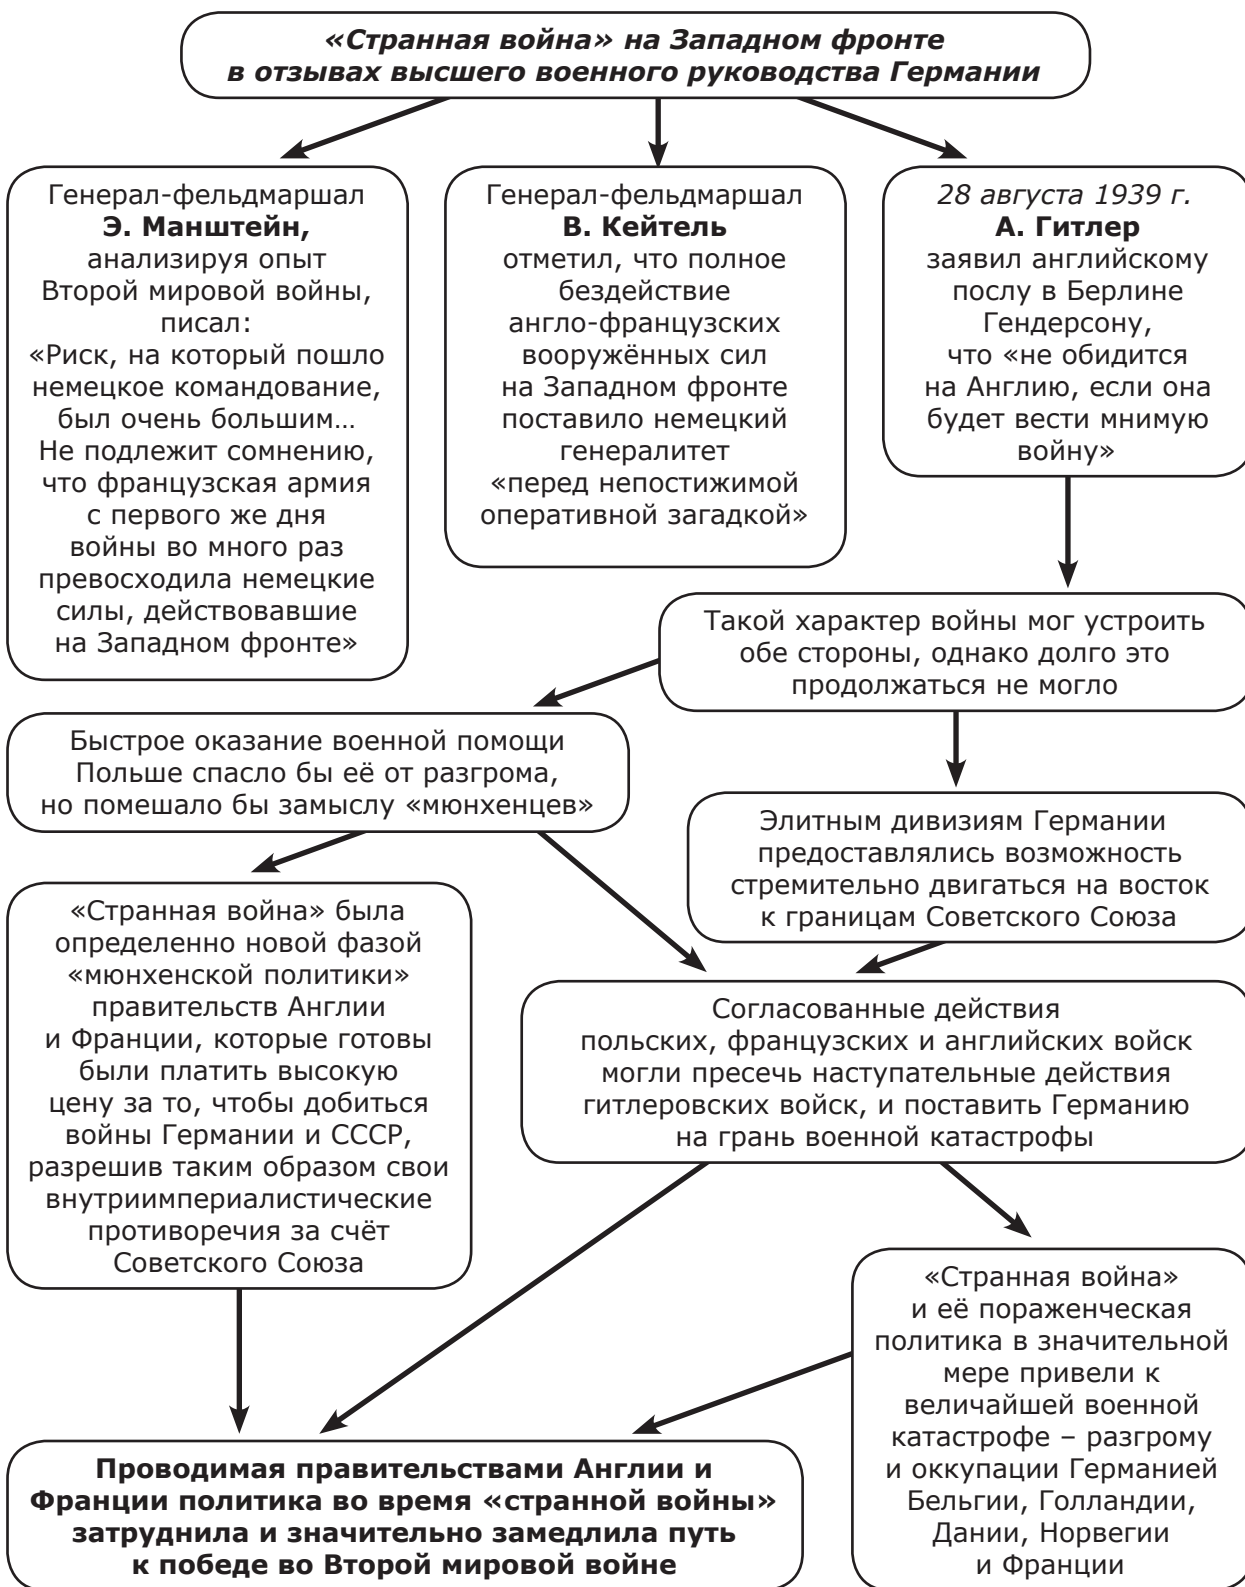 «Странная война» на Западном фронте
в отзывах высшего военного руководства Германии
Генерал-фельдмаршал
Э. Манштейн,
анализируя опыт
Второй мировой войны,
писал:
«Риск, на который пошло
немецкое командование,
был очень большим...
Не подлежит сомнению,
что французская армия
с первого же дня
войны во много раз
превосходила немецкие
силы, действовавшие
на Западном фронте»
Генерал-фельдмаршал
В. Кейтель
отметил, что полное
бездействие
англо-французских
вооружённых сил
на Западном фронте
поставило немецкий
генералитет
«перед непостижимой
оперативной загадкой»
28 августа 1939 г.
А. Гитлер
заявил английскому
послу в Берлине
Гендерсону,
что «не обидится
на Англию, если она
будет вести мнимую
войну»
Такой характер войны мог устроить
обе стороны, однако долго это
продолжаться не могло
Быстрое оказание военной помощи
Польше спасло бы её от разгрома,
но помешало бы замыслу «мюнхенцев»
Элитным дивизиям Германии
предоставлялись возможность
стремительно двигаться на восток
к границам Советского Союза
«Странная война» была
определенно новой фазой
«мюнхенской политики»
правительств Англии
и Франции, которые готовы
были платить высокую
цену за то, чтобы добиться
войны Германии и СССР,
разрешив таким образом свои
внутриимпериалистические
противоречия за счёт
Советского Союза
Согласованные действия
польских, французских и английских войск
могли пресечь наступательные действия
гитлеровских войск, и поставить Германию
на грань военной катастрофы
«Странная война»
и её пораженческая
политика в значительной
мере привели к
величайшей военной
катастрофе – разгрому
и оккупации Германией
Бельгии, Голландии,
Дании, Норвегии
и Франции
Проводимая правительствами Англии и
Франции политика во время «странной войны»
затруднила и значительно замедлила путь
к победе во Второй мировой войне